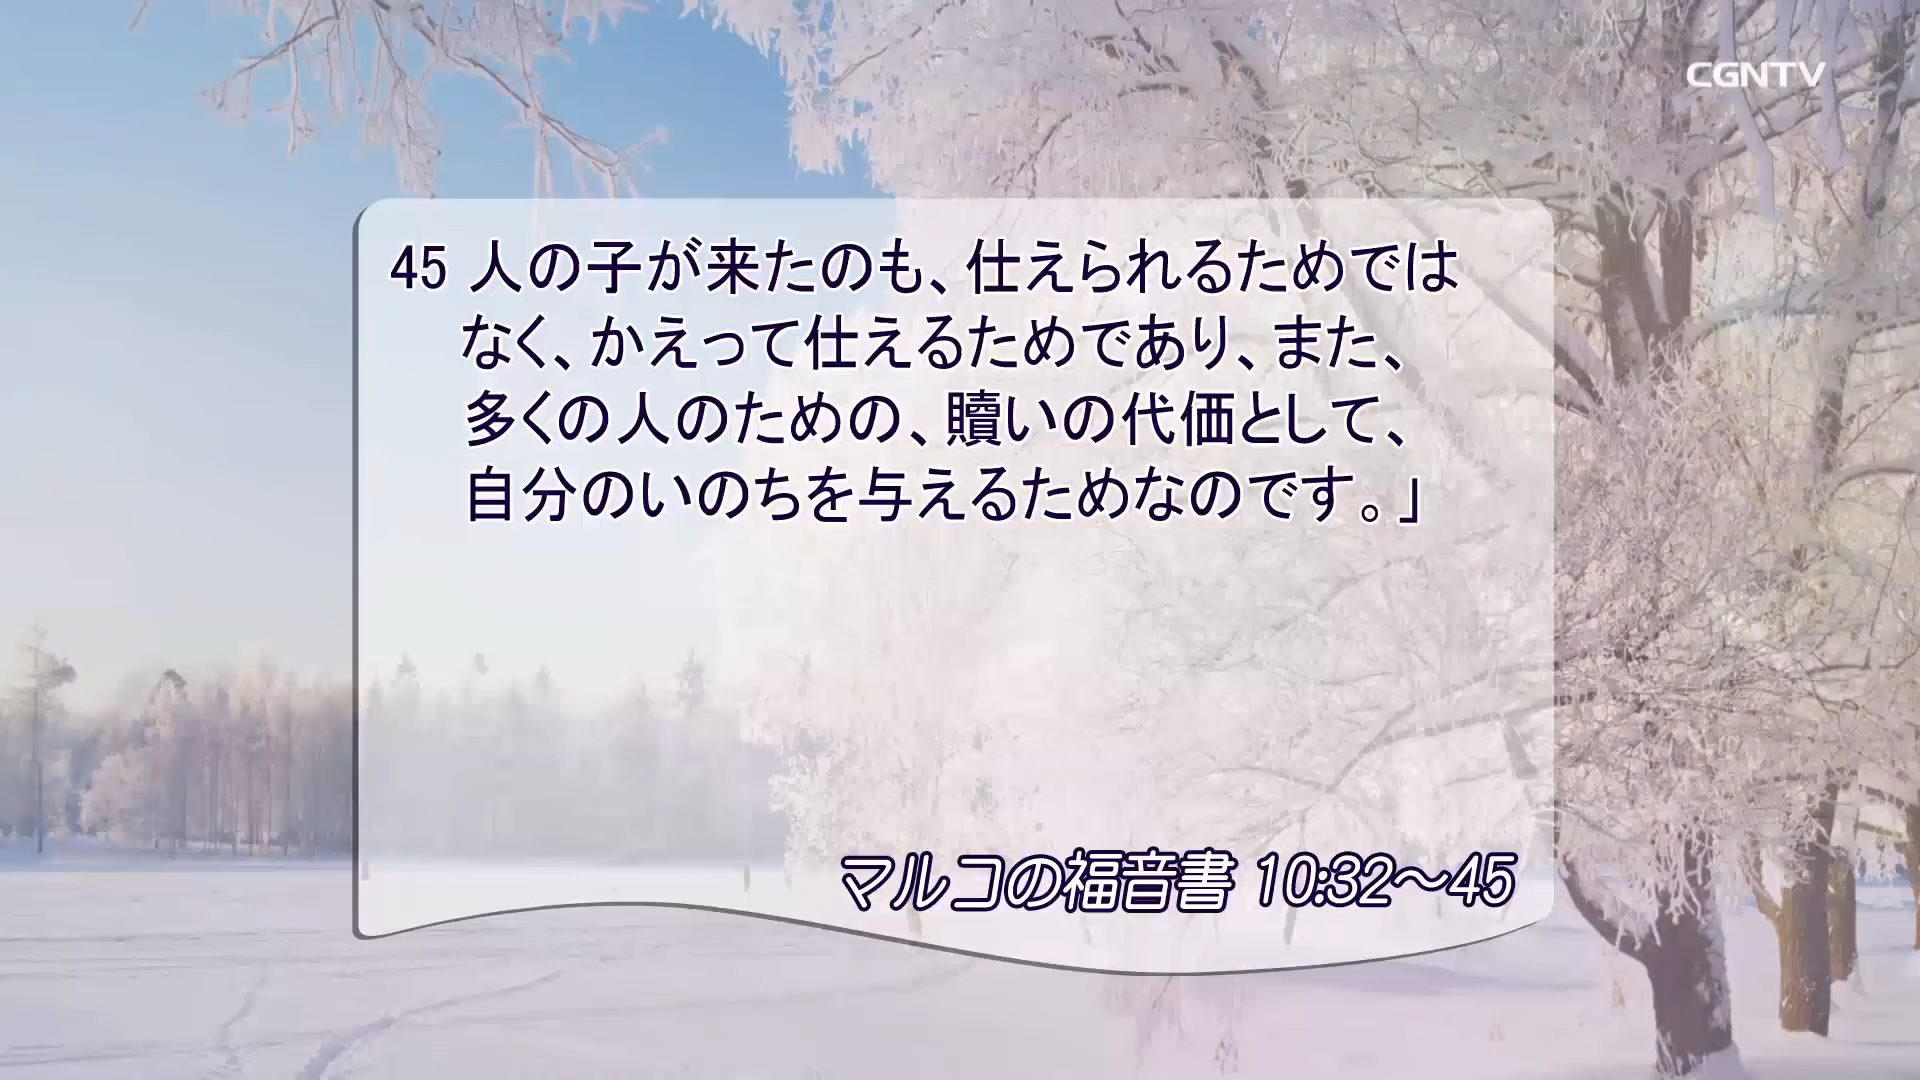 CGNTV
45 人の子が来たのも、仕えられるためでは
なく、かえって仕えるためであり、また、
多くの人のための、贖いの代価として、
自分のいのちを与えるためなのです。」
マルコの福音書 10:32～45